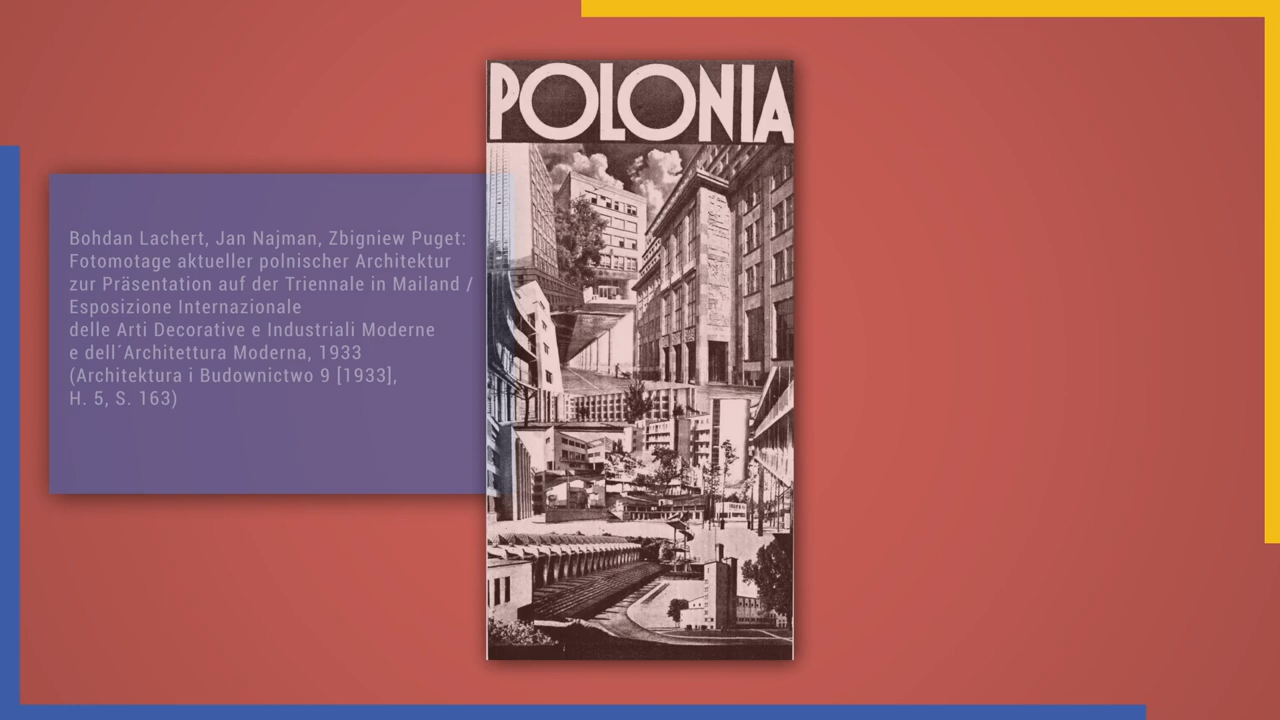 POLONIA
Bohdan Lachert, Jan Najman, Zbigniew Puget:
Fotomotage aktueller polnischer Architektur
zur Präsentation auf der Triennale in Mailand /
Esposizione Internazionale
delle Arti Decorative e Industriali Moderne
e dell´Architettura Moderna, 1933
(Architektura i Budownictwo 9 [1933],
H. 5, S. 163)